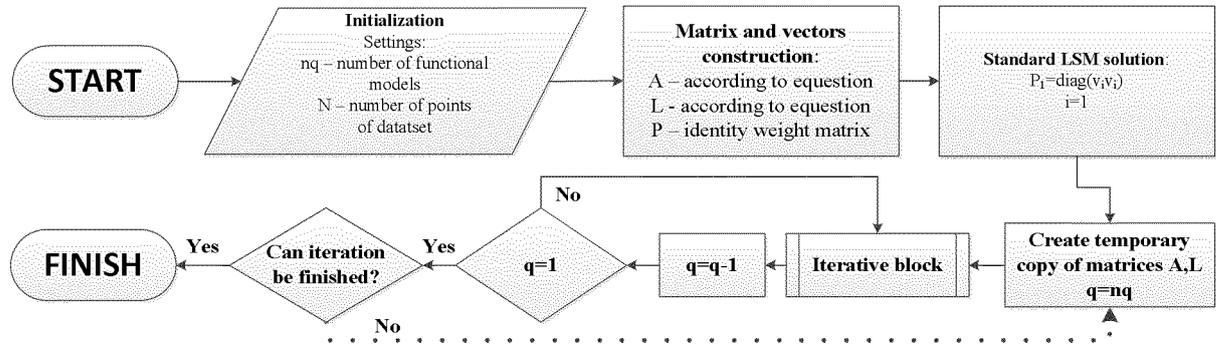 START
Initialization
Settings:
nq – number of functional
models
N – number of points
of datatset
Matrix and vectors
construction:
A – according to equestion
L - according to equestion
P – identity weight matrix
Standard LSM solution:
P₁=diag(vᵢvᵢ)
i=1
Create temporary
copy of matrices A,L
q=nq
Iterative block
q=q-1
No
q=1
Yes
Can iteration
be finished?
Yes
FINISH
No